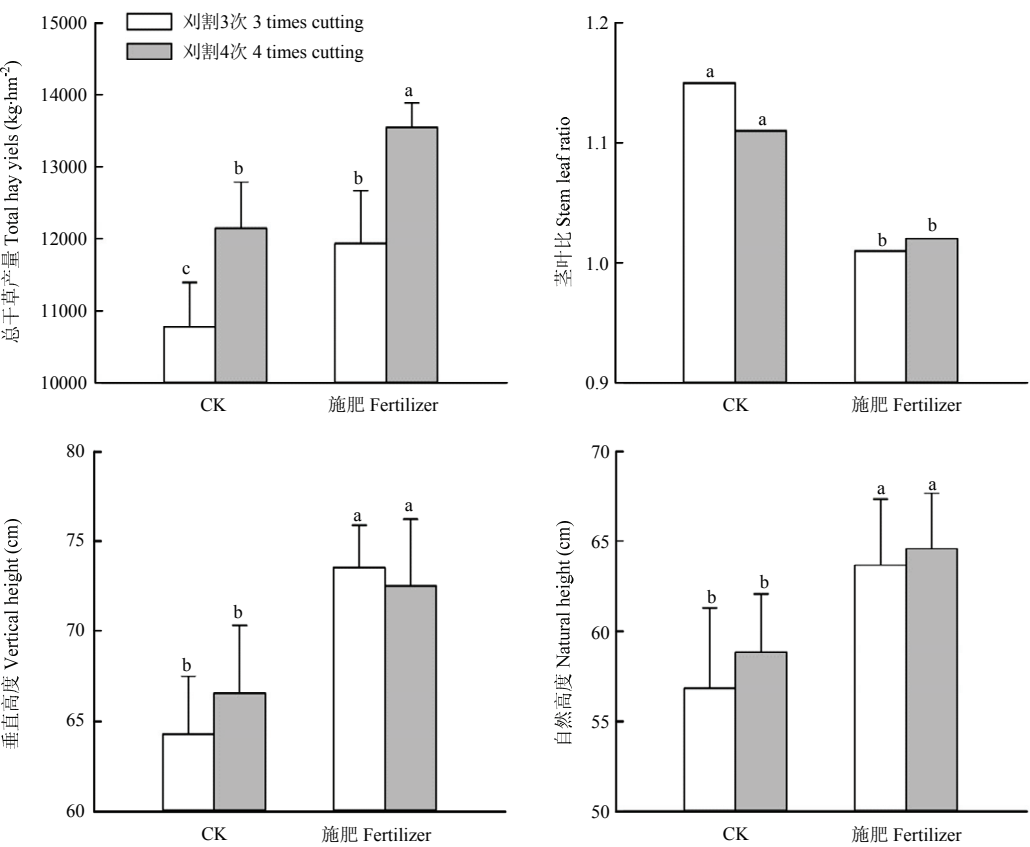 总干草产量 Total hay yiels (kg·hm-2)
15000
14000
13000
12000
11000
10000
刈割3次 3 times cutting
刈割4次 4 times cutting
c
b
b
a
CK
施肥 Fertilizer
茎叶比 Stem leaf ratio
1.2
1.1
1.0
0.9
a
a
b
b
CK
施肥 Fertilizer
垂直高度 Vertical height (cm)
80
75
70
65
60
b
b
a
a
CK
施肥 Fertilizer
自然高度 Natural height (cm)
70
65
60
55
50
b
b
a
a
CK
施肥 Fertilizer